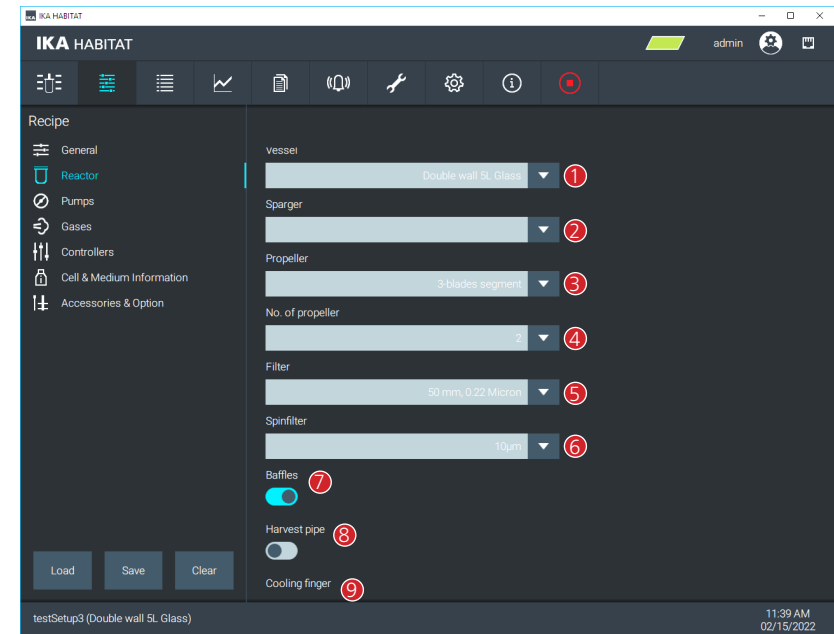 IKA HABITAT
IKA HABITAT
admin
Recipe
General
Reactor
Pumps
Gases
Controllers
Cell & Medium Information
Accessories & Option
Load Save Clear
Vessel
Double wall 5L Glass
1
Sparger
2
Propeller
3-blades segment
3
No. of propeller
2
4
Filter
50 mm, 0.22 Micron
5
Spinfilter
10µm
6
Baffles
7
Harvest pipe
8
Cooling finger
9
testSetup3 (Double wall 5L Glass)
11:39 AM
02/15/2022